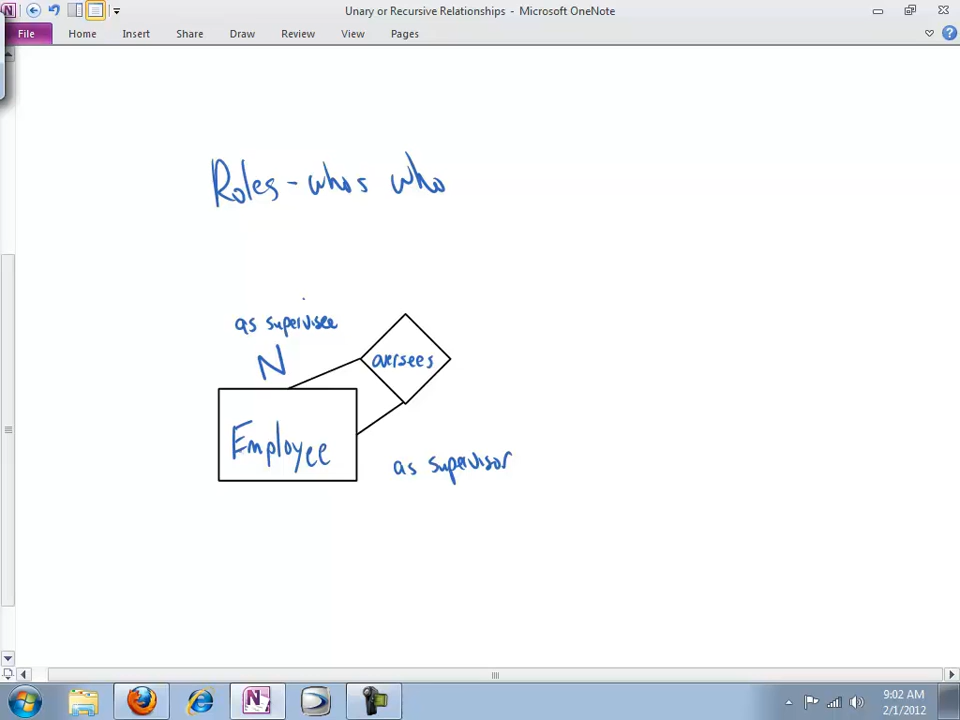 Unary or Recursive Relationships - Microsoft OneNote
File Home Insert Share Draw Review View Pages
Roles - whos who
as supervisee
N
oversees
Employee
as supervisor
9:02 AM
2/1/2012